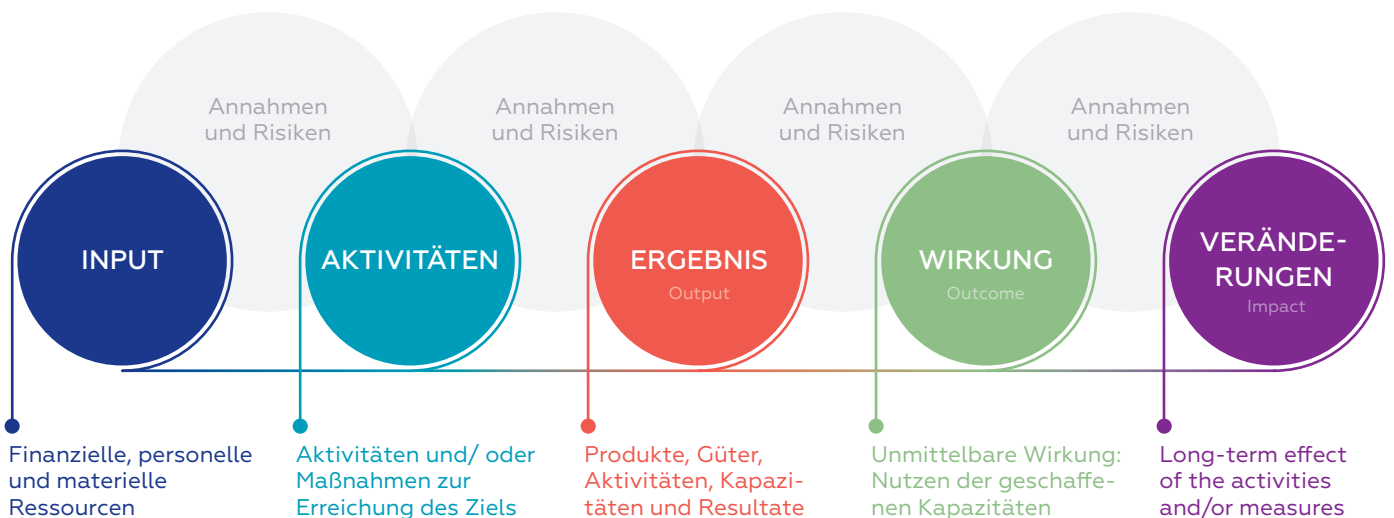 Annahmen
und Risiken
Annahmen
und Risiken
Annahmen
und Risiken
Annahmen
und Risiken
INPUT
AKTIVITÄTEN
ERGEBNIS
Output
WIRKUNG
Outcome
VERÄNDE-
RUNGEN
Impact
Finanzielle, personelle
und materielle
Ressourcen
Aktivitäten und/ oder
Maßnahmen zur
Erreichung des Ziels
Produkte, Güter,
Aktivitäten, Kapazi-
täten und Resultate
Unmittelbare Wirkung:
Nutzen der geschaffe-
nen Kapazitäten
Long-term effect
of the activities
and/or measures